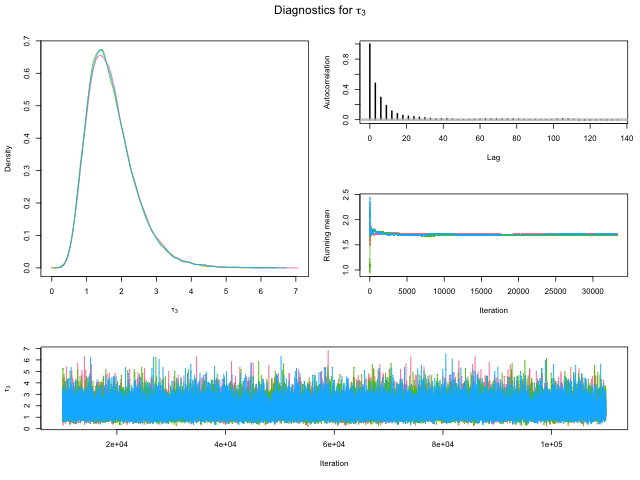 Diagnostics for τ3
Density
0.0 0.1 0.2 0.3 0.4 0.5 0.6 0.7
0 1 2 3 4 5 6 7
τ3
Autocorrelation
0.0 0.4 0.8
0 20 40 60 80 100 120 140
Lag
Running mean
1.0 1.5 2.0 2.5
0 5000 10000 15000 20000 25000 30000
Iteration
τ3
0 1 2 3 4 5 6 7
2e+04 4e+04 6e+04 8e+04 1e+05
Iteration